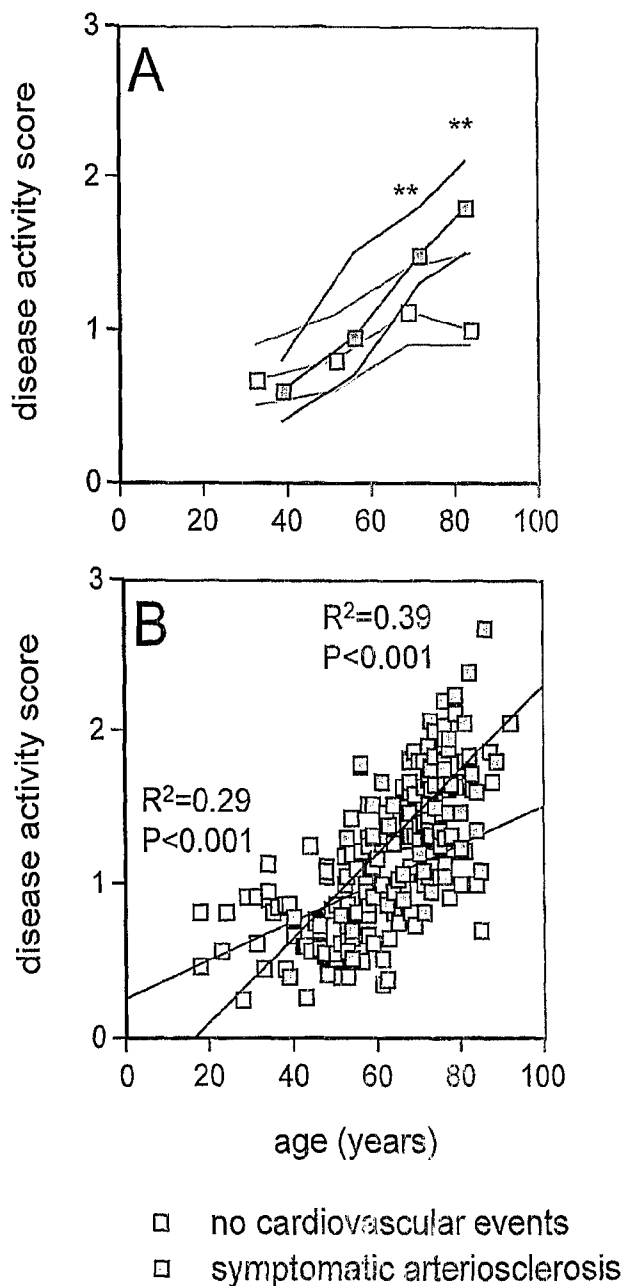 3
A
**
**
2
1
0
disease activity score
0 20 40 60 80 100
3
B
R²=0.39
P<0.001
2
R²=0.29
P<0.001
1
0
disease activity score
0 20 40 60 80 100
age (years)
no cardiovascular events
symptomatic arteriosclerosis